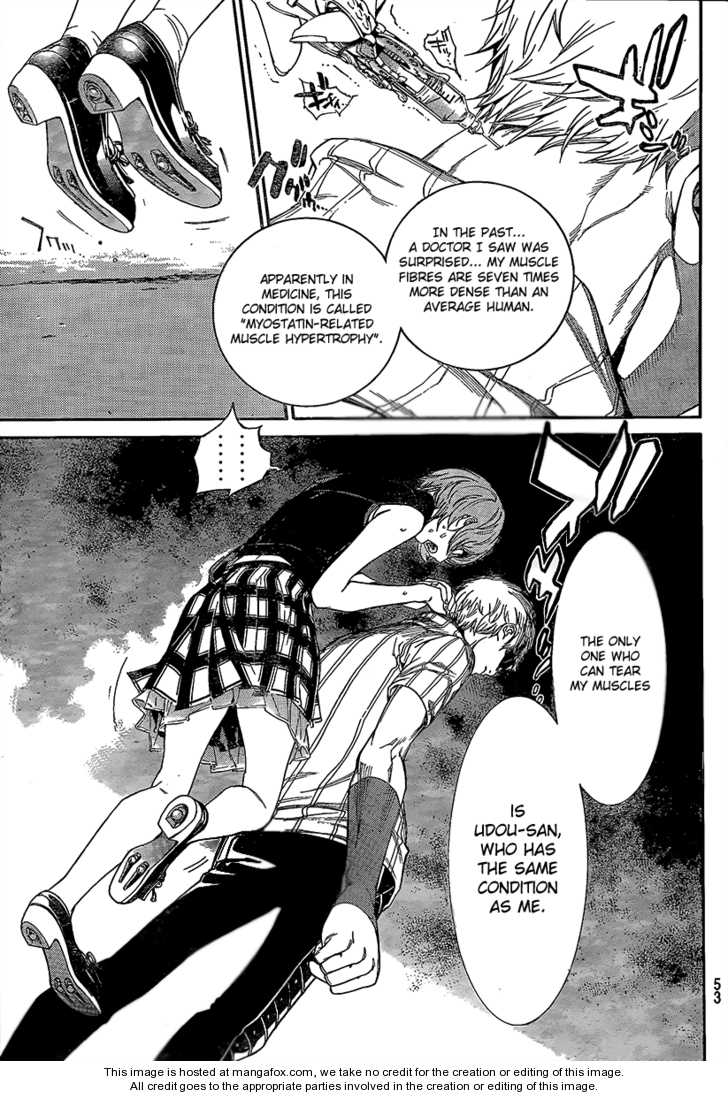 IN THE PAST...
A DOCTOR I SAW WAS
SURPRISED... MY MUSCLE
FIBRES ARE SEVEN TIMES
MORE DENSE THAN AN
AVERAGE HUMAN.
APPARENTLY IN
MEDICINE, THIS
CONDITION IS CALLED
"MYOSTATIN-RELATED
MUSCLE HYPERTROPHY".
THE ONLY
ONE WHO
CAN TEAR
MY MUSCLES
IS
UDOU-SAN,
WHO HAS
THE SAME
CONDITION
AS ME.
53
This image is hosted at mangafox.com, we take no credit for the creation or editing of this image.
All credit goes to the appropriate parties involved in the creation or editing of this image.